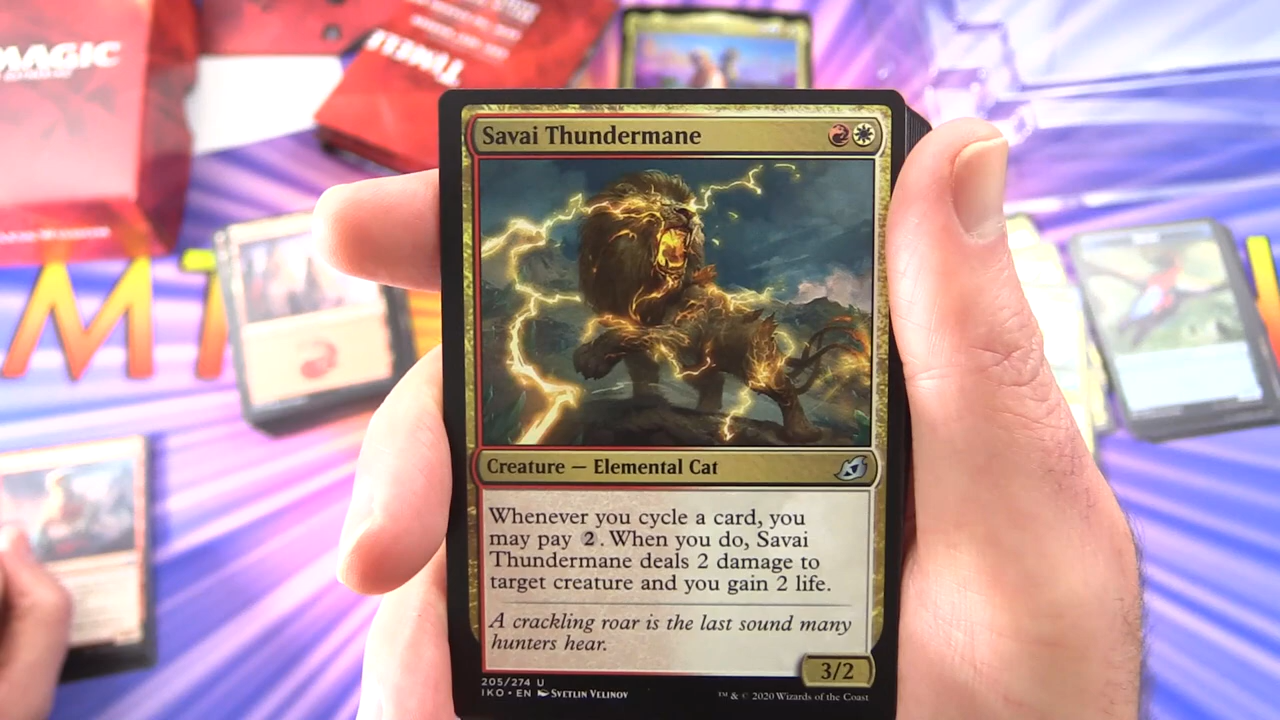 MAGIC
Savai Thundermane
Creature — Elemental Cat
Whenever you cycle a card, you
may pay 2. When you do, Savai
Thundermane deals 2 damage to
target creature and you gain 2 life.
A crackling roar is the last sound many
hunters hear.
3/2
205/274 U
IKO • EN SVETLIN VELINOV
™ & © 2020 Wizards of the Coast